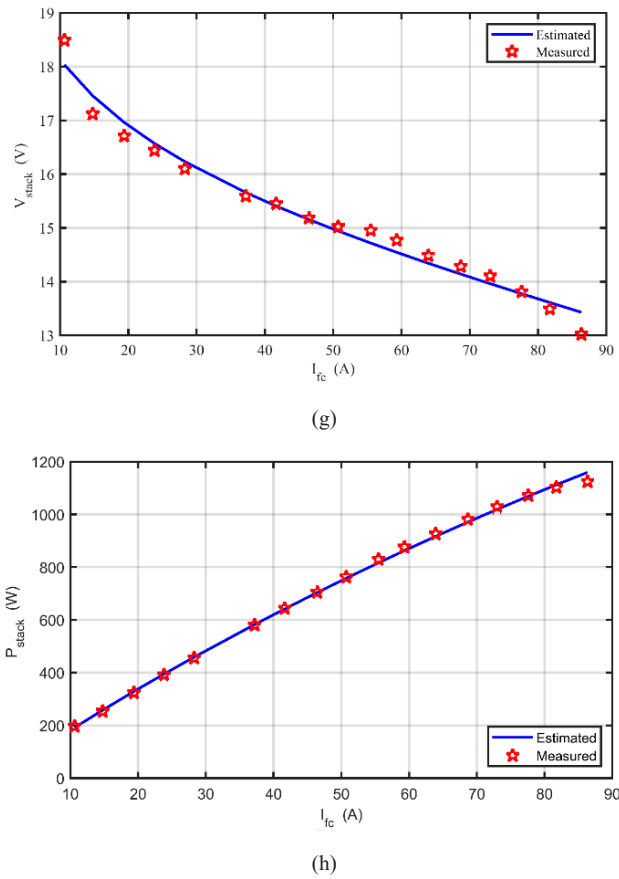 19
18
17
16
15
14
13
V_stack (V)
Estimated
Measured
10 20 30 40 50 60 70 80 90
I_fc (A)
(g)
1200
1000
800
600
400
200
0
P_stack (W)
Estimated
Measured
10 20 30 40 50 60 70 80 90
I_fc (A)
(h)